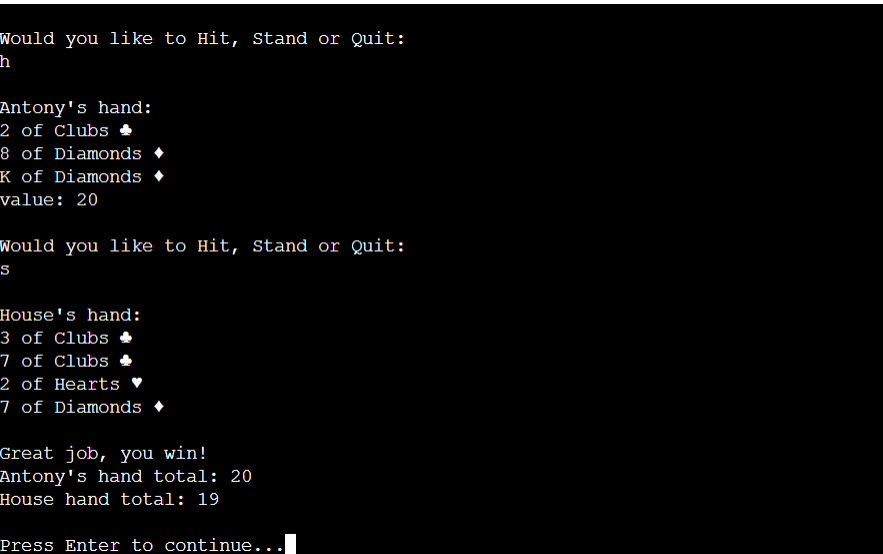 Would you like to Hit, Stand or Quit:
h
Antony's hand:
2 of Clubs ♣
8 of Diamonds ♦
K of Diamonds ♦
value: 20
Would you like to Hit, Stand or Quit:
s
House's hand:
3 of Clubs ♣
7 of Clubs ♣
2 of Hearts ♥
7 of Diamonds ♦
Great job, you win!
Antony's hand total: 20
House hand total: 19
Press Enter to continue...